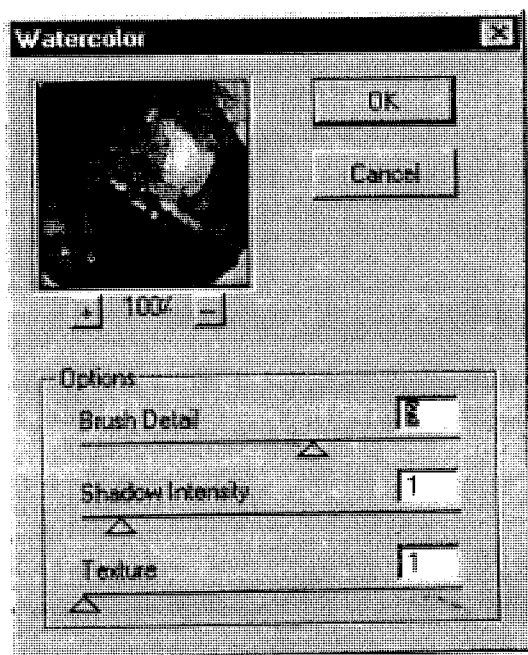 Watercolor
OK
Cancel
+ 100% −
Options
Brush Detail
Shadow Intensity 1
Texture 1